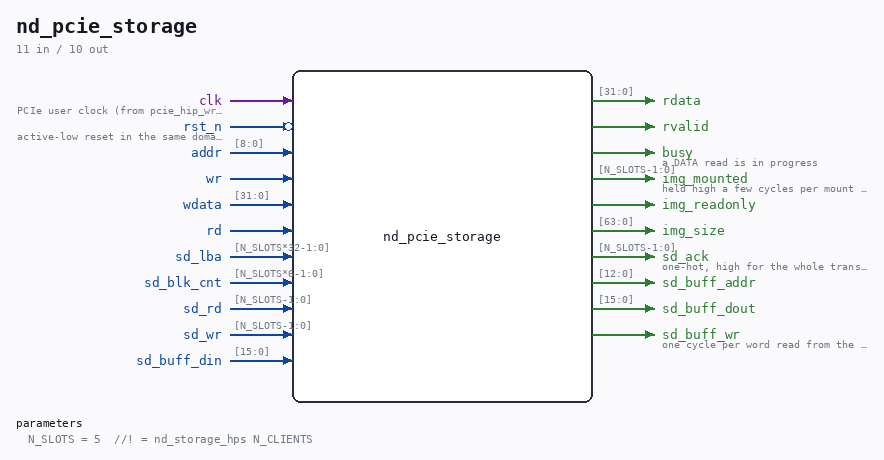 nd_pcie_storage
11 in / 10 out
clk
PCIe user clock (from pcie_hip_wr…
rst_n
active-low reset in the same doma…
[8:0]
addr
wr
[31:0]
wdata
rd
[N_SLOTS*32-1:0]
sd_lba
[N_SLOTS*6-1:0]
sd_blk_cnt
[N_SLOTS-1:0]
sd_rd
[N_SLOTS-1:0]
sd_wr
[15:0]
sd_buff_din
nd_pcie_storage
[31:0]
rdata
rvalid
busy
a DATA read is in progress
[N_SLOTS-1:0]
img_mounted
held high a few cycles per mount …
img_readonly
[63:0]
img_size
[N_SLOTS-1:0]
sd_ack
one-hot, high for the whole trans…
[12:0]
sd_buff_addr
[15:0]
sd_buff_dout
sd_buff_wr
one cycle per word read from the …
parameters
N_SLOTS = 5 //! = nd_storage_hps N_CLIENTS